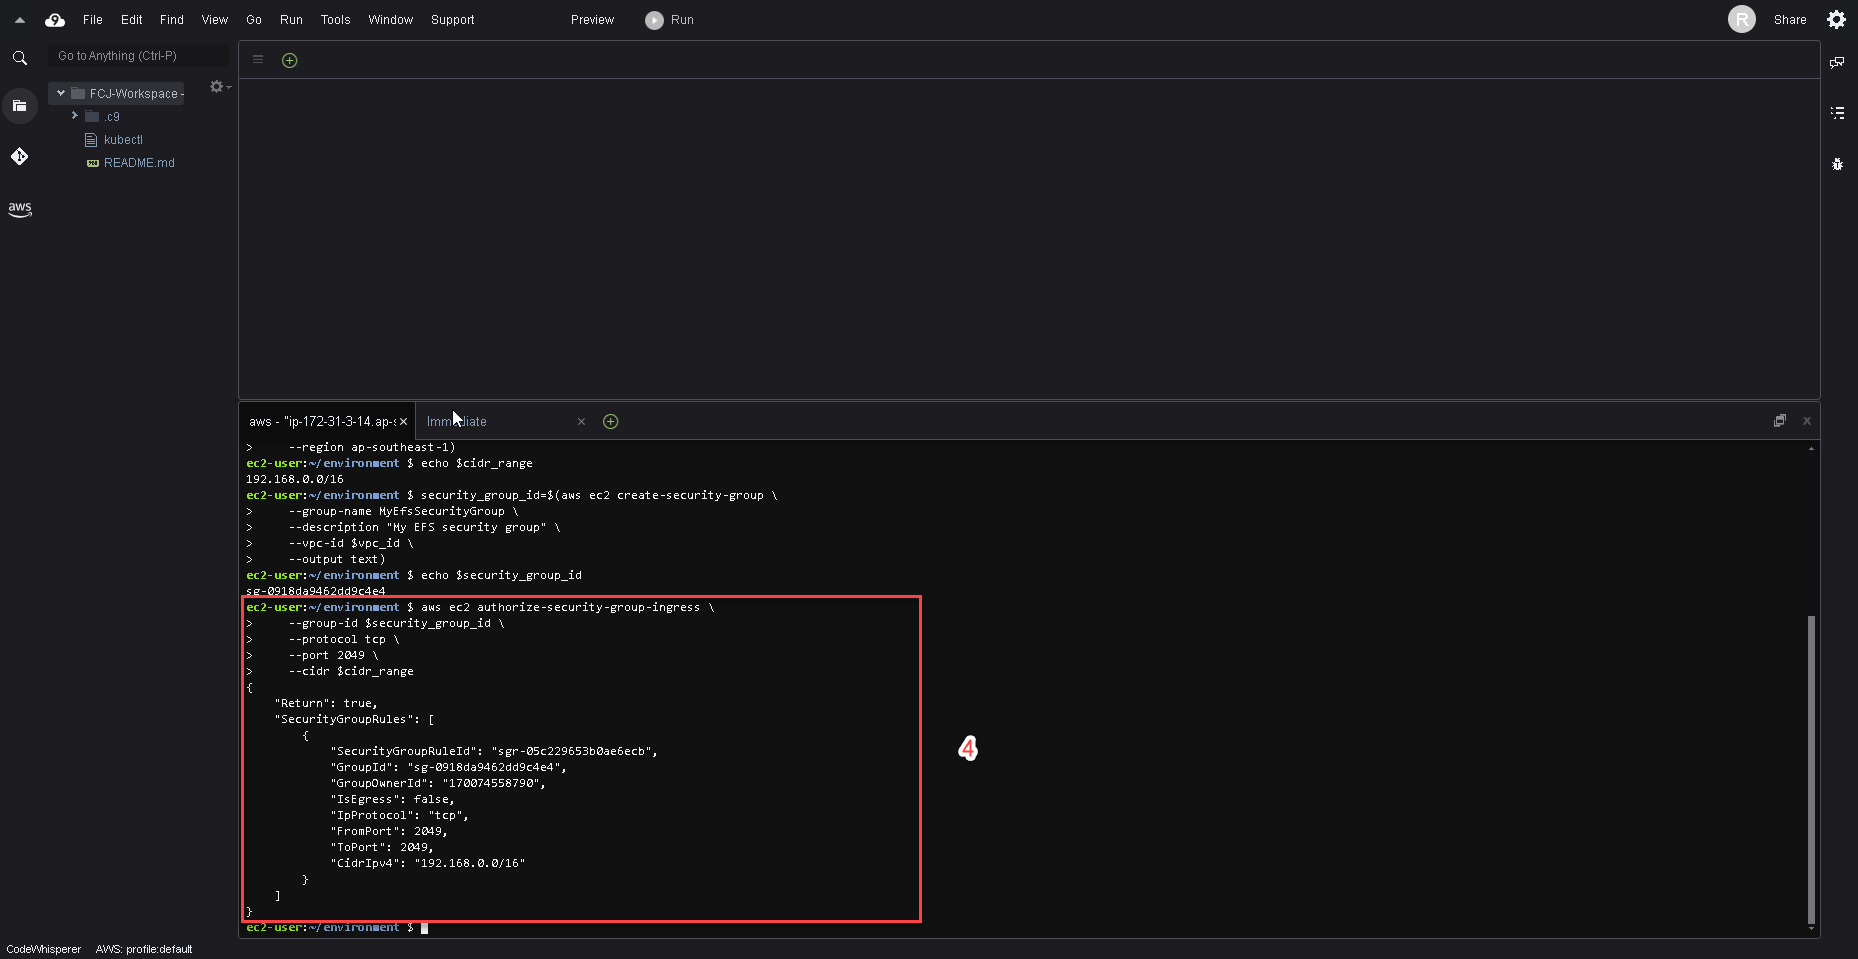 File Edit Find View Go Run Tools Window Support Preview Run R Share
Go to Anything (Ctrl-P)
FCJ-Workspace -
.c9
kubectl
README.md
aws
aws - "ip-172-31-3-14.ap-s Immediate
>     --region ap-southeast-1)
ec2-user:~/environment $ echo $cidr_range
192.168.0.0/16
ec2-user:~/environment $ security_group_id=$(aws ec2 create-security-group \
>     --group-name MyEfsSecurityGroup \
>     --description "My EFS security group" \
>     --vpc-id $vpc_id \
>     --output text)
ec2-user:~/environment $ echo $security_group_id
sg-0918da9462dd9c4e4
ec2-user:~/environment $ aws ec2 authorize-security-group-ingress \
>     --group-id $security_group_id \
>     --protocol tcp \
>     --port 2049 \
>     --cidr $cidr_range
{
    "Return": true,
    "SecurityGroupRules": [
        {
            "SecurityGroupRuleId": "sgr-05c229653b0ae6ecb",
            "GroupId": "sg-0918da9462dd9c4e4",
            "GroupOwnerId": "170074558790",
            "IsEgress": false,
            "IpProtocol": "tcp",
            "FromPort": 2049,
            "ToPort": 2049,
            "CidrIpv4": "192.168.0.0/16"
        }
    ]
}
4
ec2-user:~/environment $
CodeWhisperer AWS: profile:default